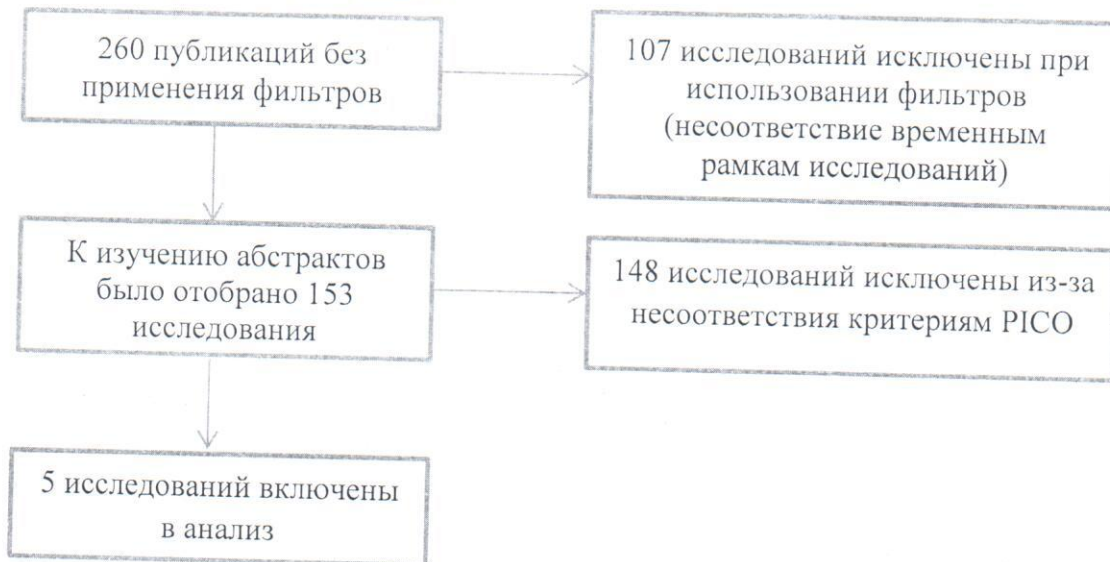 260 публикаций без
применения фильтров
107 исследований исключены при
использовании фильтров
(несоответствие временным
рамкам исследований)
К изучению абстрактов
было отобрано 153
исследования
148 исследований исключены из-за
несоответствия критериям PICO
5 исследований включены
в анализ